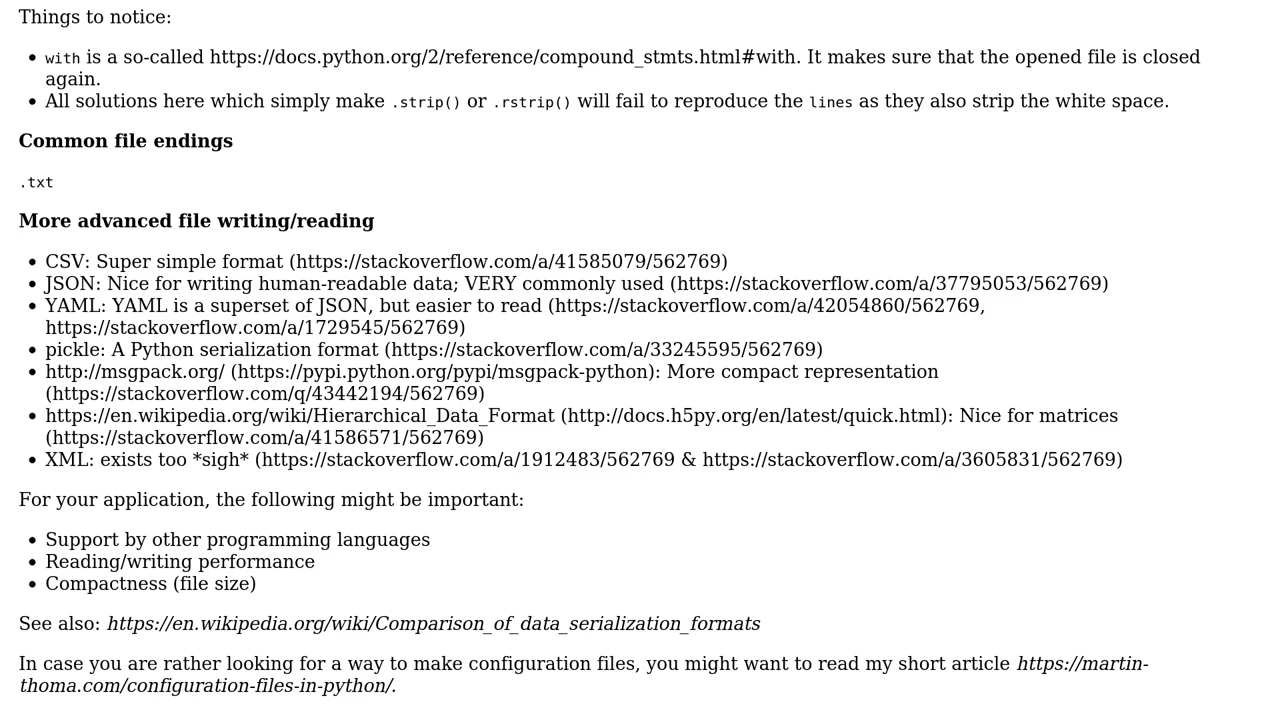 Things to notice:
with is a so-called https://docs.python.org/2/reference/compound_stmts.html#with. It makes sure that the opened file is closed
again.
All solutions here which simply make .strip() or .rstrip() will fail to reproduce the lines as they also strip the white space.
Common file endings
.txt
More advanced file writing/reading
CSV: Super simple format (https://stackoverflow.com/a/41585079/562769)
JSON: Nice for writing human-readable data; VERY commonly used (https://stackoverflow.com/a/37795053/562769)
YAML: YAML is a superset of JSON, but easier to read (https://stackoverflow.com/a/42054860/562769,
https://stackoverflow.com/a/1729545/562769)
pickle: A Python serialization format (https://stackoverflow.com/a/33245595/562769)
http://msgpack.org/ (https://pypi.python.org/pypi/msgpack-python): More compact representation
(https://stackoverflow.com/q/43442194/562769)
https://en.wikipedia.org/wiki/Hierarchical_Data_Format (http://docs.h5py.org/en/latest/quick.html): Nice for matrices
(https://stackoverflow.com/a/41586571/562769)
XML: exists too *sigh* (https://stackoverflow.com/a/1912483/562769 & https://stackoverflow.com/a/3605831/562769)
For your application, the following might be important:
Support by other programming languages
Reading/writing performance
Compactness (file size)
See also: https://en.wikipedia.org/wiki/Comparison_of_data_serialization_formats
In case you are rather looking for a way to make configuration files, you might want to read my short article https://martin-
thoma.com/configuration-files-in-python/.